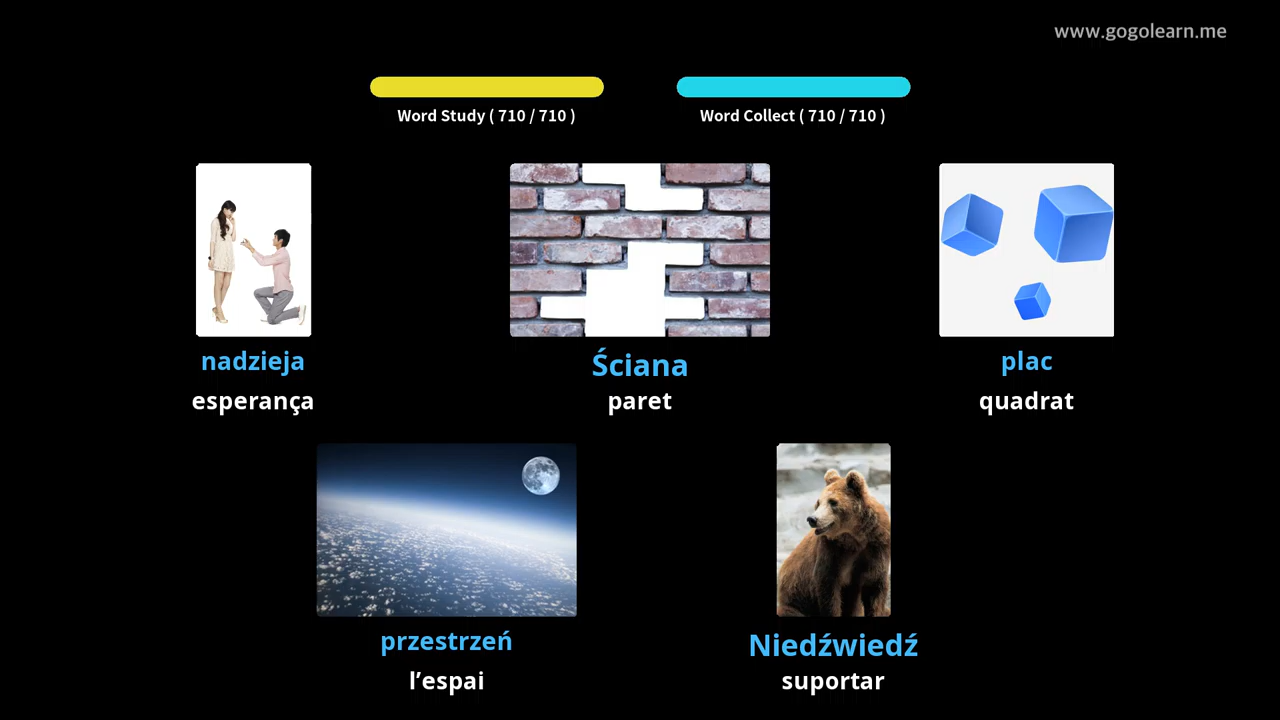 www.gogolearn.me
Word Study ( 710 / 710 )
Word Collect ( 710 / 710 )
nadzieja
esperança
Ściana
paret
plac
quadrat
przestrzeń
l’espai
Niedźwiedź
suportar